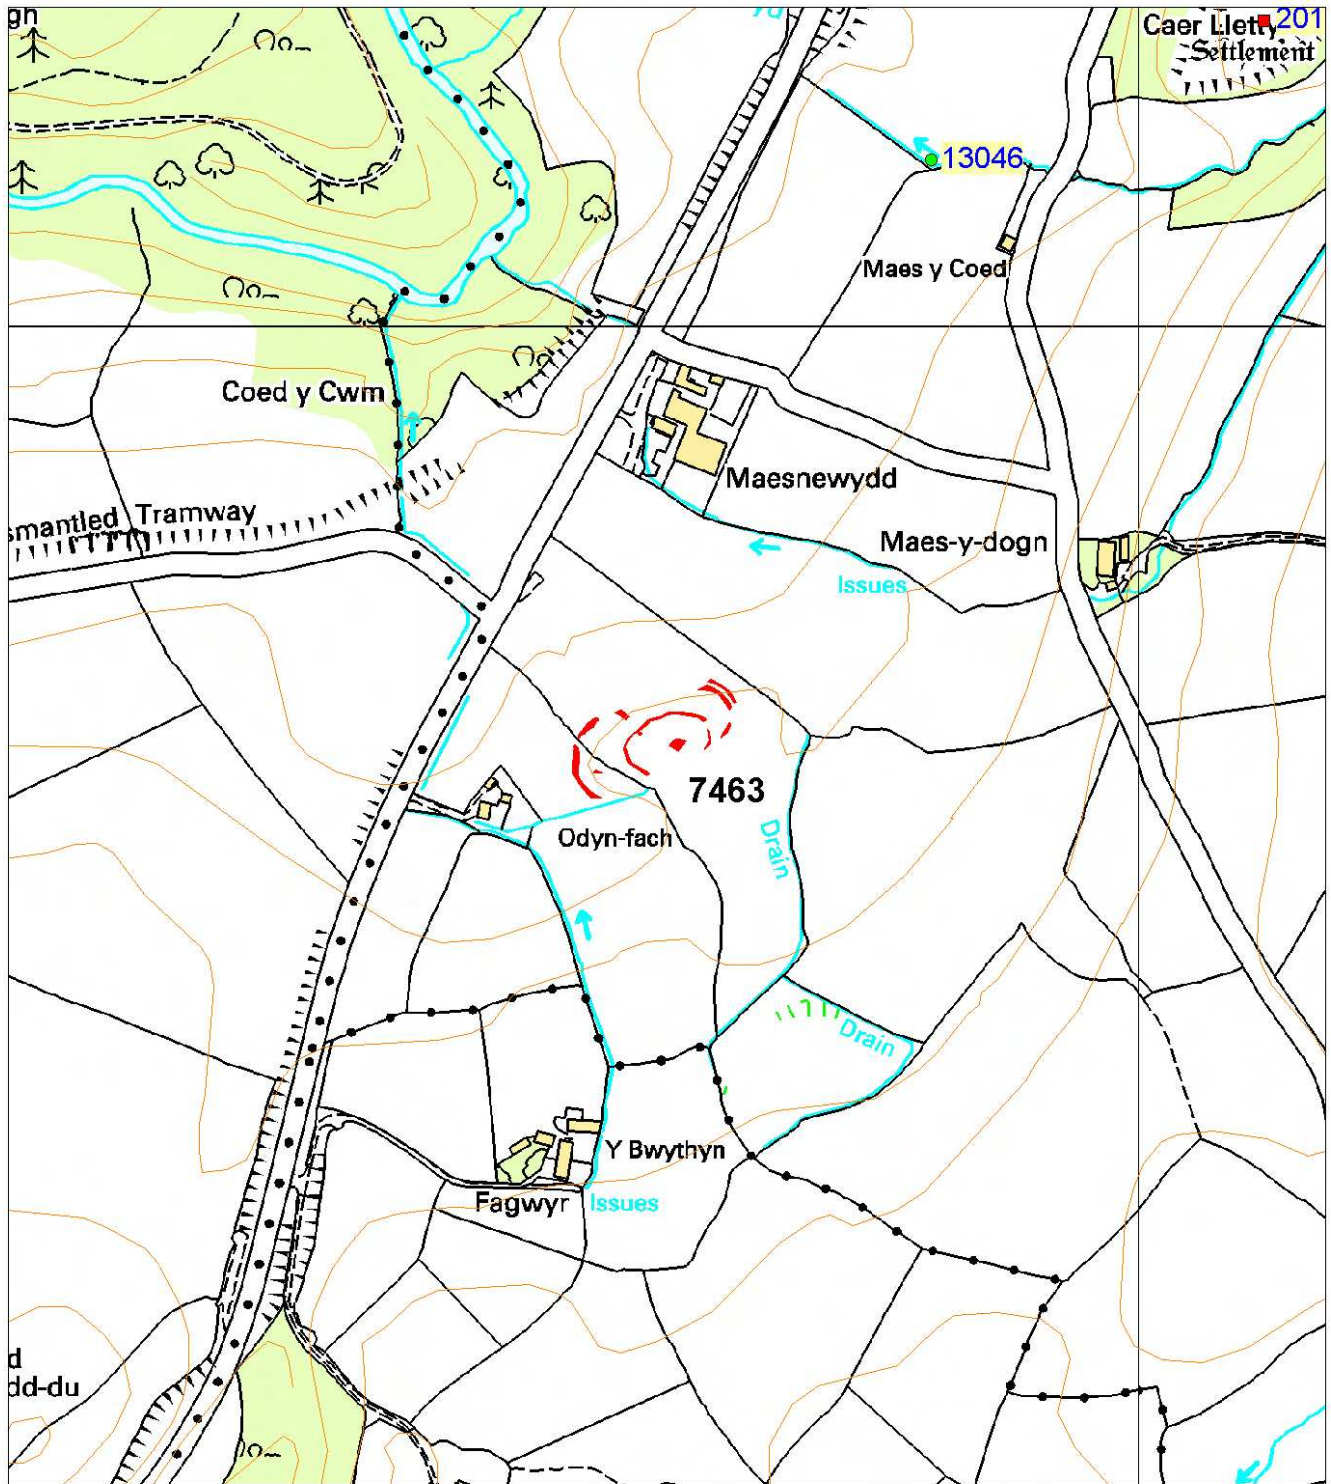 gn
yd
Caer Lletty
201
Settlement
13046
Maes y Coed
Coed y Cwm
Maesnewydd
smantled Tramway
Maes-y-dogn
Issues
7463
Odyn-fach
Drain
Drain
Y Bwythyn
Fagwyr
Issues
d
dd-du